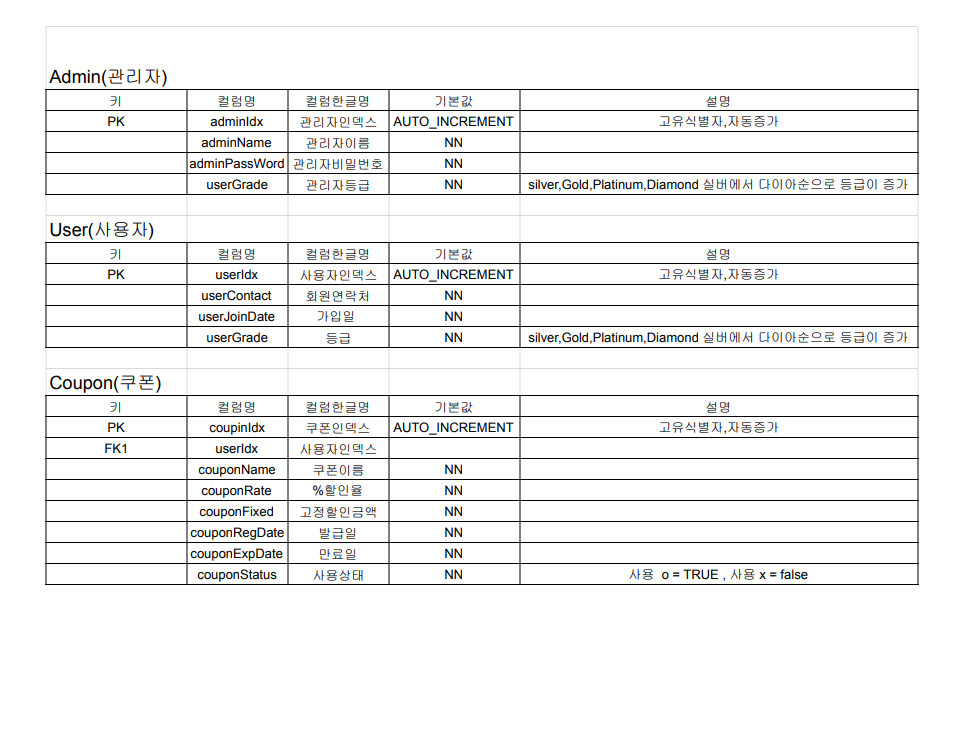 Admin(관리자)
키 컬럼명 컬럼한글명 기본값 설명
PK adminIdx 관리자인덱스 AUTO_INCREMENT 고유식별자,자동증가
adminName 관리자이름 NN
adminPassWord 관리자비밀번호 NN
userGrade 관리자등급 NN silver,Gold,Platinum,Diamond 실버에서 다이아순으로 등급이 증가
User(사용자)
키 컬럼명 컬럼한글명 기본값 설명
PK userIdx 사용자인덱스 AUTO_INCREMENT 고유식별자,자동증가
userContact 회원연락처 NN
userJoinDate 가입일 NN
userGrade 등급 NN silver,Gold,Platinum,Diamond 실버에서 다이아순으로 등급이 증가
Coupon(쿠폰)
키 컬럼명 컬럼한글명 기본값 설명
PK coupinIdx 쿠폰인덱스 AUTO_INCREMENT 고유식별자,자동증가
FK1 userIdx 사용자인덱스
couponName 쿠폰이름 NN
couponRate %할인율 NN
couponFixed 고정할인금액 NN
couponRegDate 발급일 NN
couponExpDate 만료일 NN
couponStatus 사용상태 NN 사용 o = TRUE , 사용 x = false